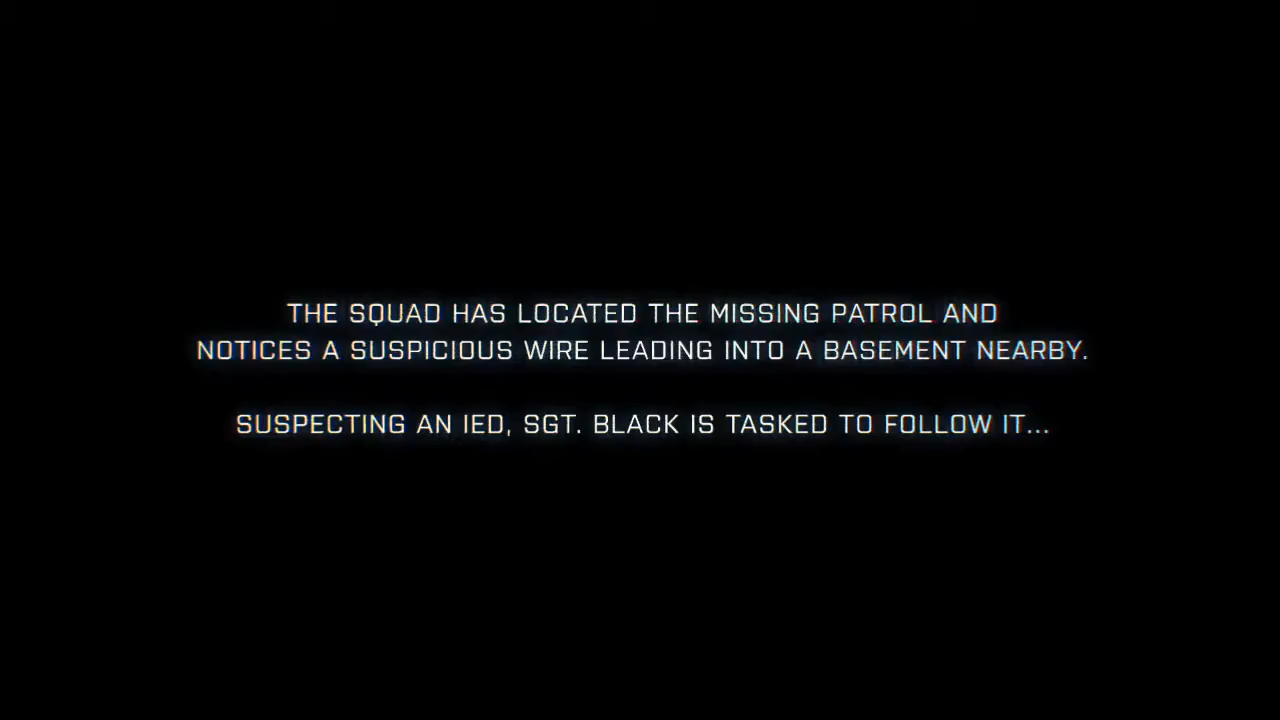 THE SQUAD HAS LOCATED THE MISSING PATROL AND
NOTICES A SUSPICIOUS WIRE LEADING INTO A BASEMENT NEARBY.
SUSPECTING AN IED, SGT. BLACK IS TASKED TO FOLLOW IT...